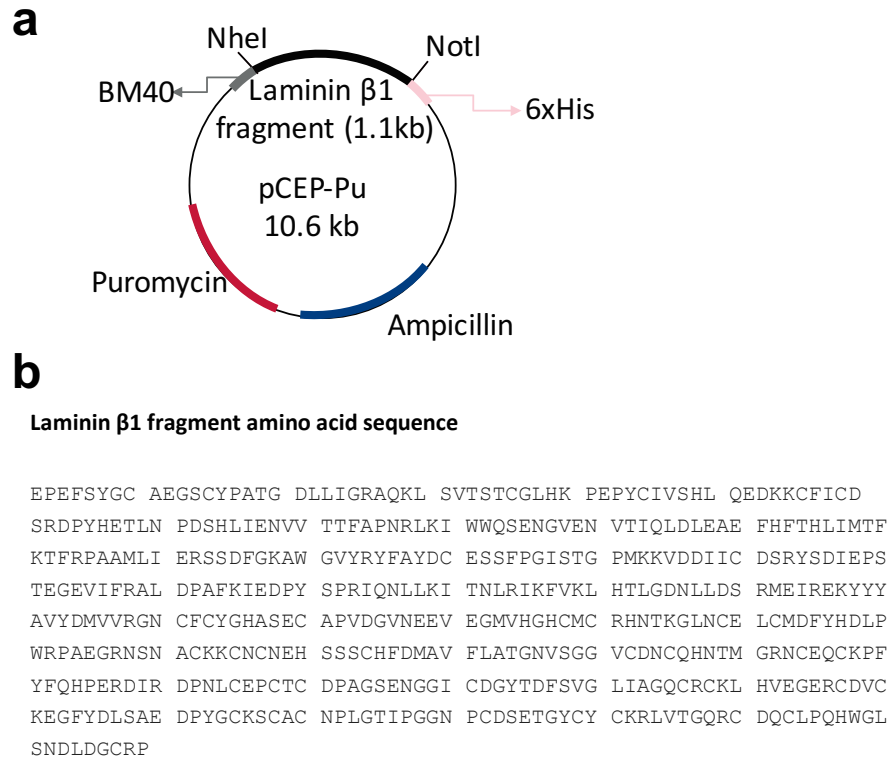 a
NheI
NotI
BM40
Laminin β1
fragment (1.1kb)
6xHis
pCEP-Pu
10.6 kb
Puromycin
Ampicillin
b
Laminin β1 fragment amino acid sequence
EPEFSYGC AEGSCYPATG DLLIGRAQKL SVTSTCGLHK PEPYCIVSHL QEDKKCFICD
SRDPYHETLN PDSHLIENVV TTFAPNRLKI WWQSENGVEN VTIQLDLEAE FHFTHLIMTF
KTFRPAAMLI ERSSDFGKAW GVYRYFAYDC ESSFPGISTG PMKKVDDIIC DSRYSDIEPS
TEGEVIFRAL DPAFKIEDPY SPRIQNLLKI TNLRIKFVKL HTLGDNLLDS RMEIREKYYY
AVYDMVVRGN CFCYGHASEC APVDGVNEEV EGMVHGHCMC RHNTKGLNCE LCMDFYHDLP
WRPAEGRNSN ACKKCNCNEH SSSCHFDMAV FLATGNVSGG VCDNCQHNTM GRNCEQCKPF
YFQHPERDIR DPNLCEPCTC DPAGSENGGI CDGYTDFSVG LIAGQCRCKL HVEGERCDVC
KEGFYDLSAE DPYGCKSCAC NPLGTIPGGN PCDSETGYCY CKRLVTGQRC DQCLPQHWGL
SNDLDGCRP